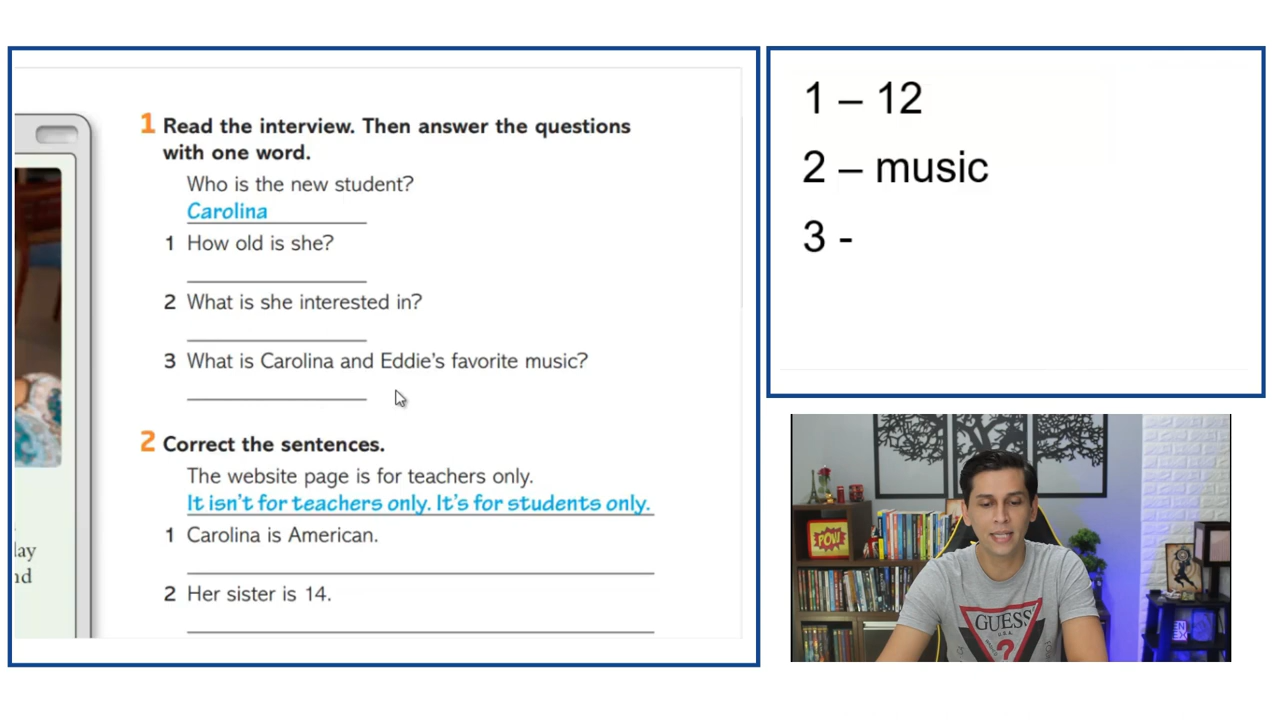 1 Read the interview. Then answer the questions
with one word.
Who is the new student?
Carolina
1 How old is she?
2 What is she interested in?
3 What is Carolina and Eddie's favorite music?
2 Correct the sentences.
The website page is for teachers only.
It isn't for teachers only. It's for students only.
1 Carolina is American.
2 Her sister is 14.
lay
nd
1 – 12
2 – music
3 -
POW
GUESS
U.S.A.
?